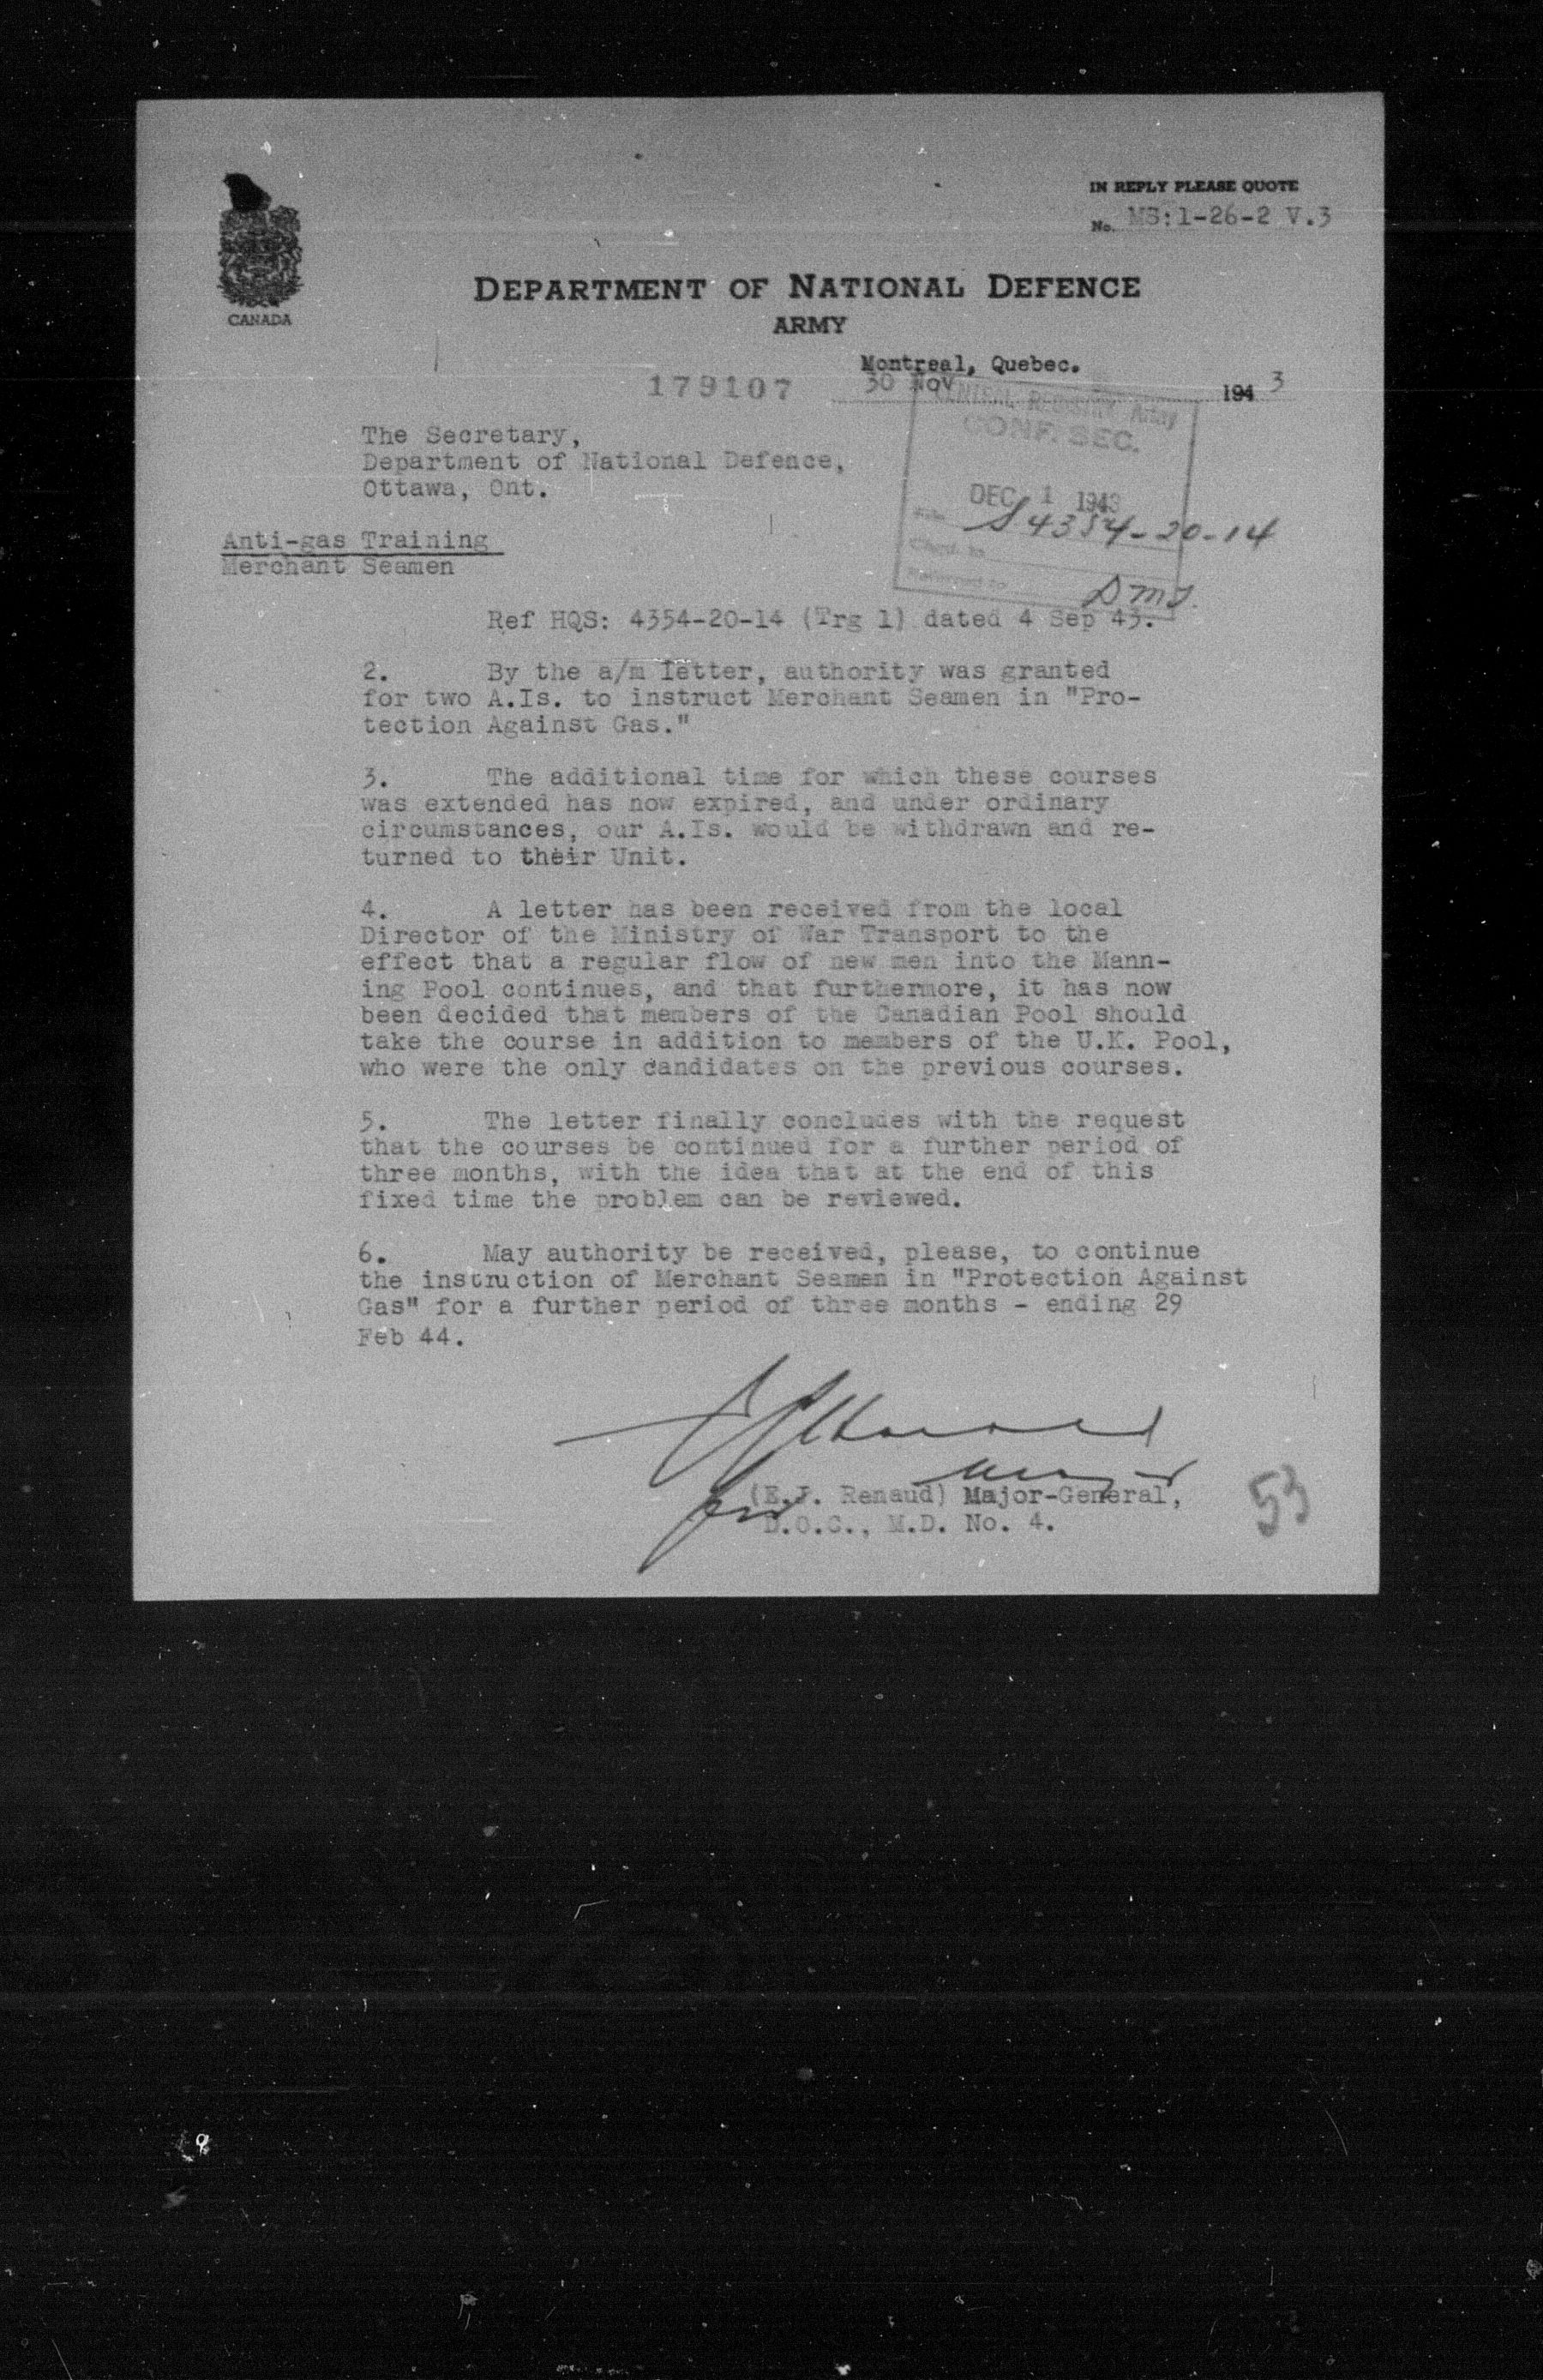 IN REPLY PLEASE QUOTE
No. MS:1-26-2 V.3
CANADA
DEPARTMENT OF NATIONAL DEFENCE
ARMY
Montreal, Quebec.
179107
30 Nov 1943
CENTRAL REGISTRY Army
CONF. SEC.
DEC 1 1943
File S4354-20-14
Chgd. to
Referred to DMT.
The Secretary,
Department of National Defence,
Ottawa, Ont.
Anti-gas Training
Merchant Seamen
Ref HQS: 4354-20-14 (Trg 1) dated 4 Sep 43.
2. By the a/m letter, authority was granted
for two A.Is. to instruct Merchant Seamen in "Pro-
tection Against Gas."
3. The additional time for which these courses
was extended has now expired, and under ordinary
circumstances, our A.Is. would be withdrawn and re-
turned to their Unit.
4. A letter has been received from the local
Director of the Ministry of War Transport to the
effect that a regular flow of new men into the Mann-
ing Pool continues, and that furthermore, it has now
been decided that members of the Canadian Pool should
take the course in addition to members of the U.K. Pool,
who were the only candidates on the previous courses.
5. The letter finally concludes with the request
that the courses be continued for a further period of
three months, with the idea that at the end of this
fixed time the problem can be reviewed.
6. May authority be received, please, to continue
the instruction of Merchant Seamen in "Protection Against
Gas" for a further period of three months - ending 29
Feb 44.
Major
for (E.J. Renaud) Major-General,
D.O.C., M.D. No. 4.
53